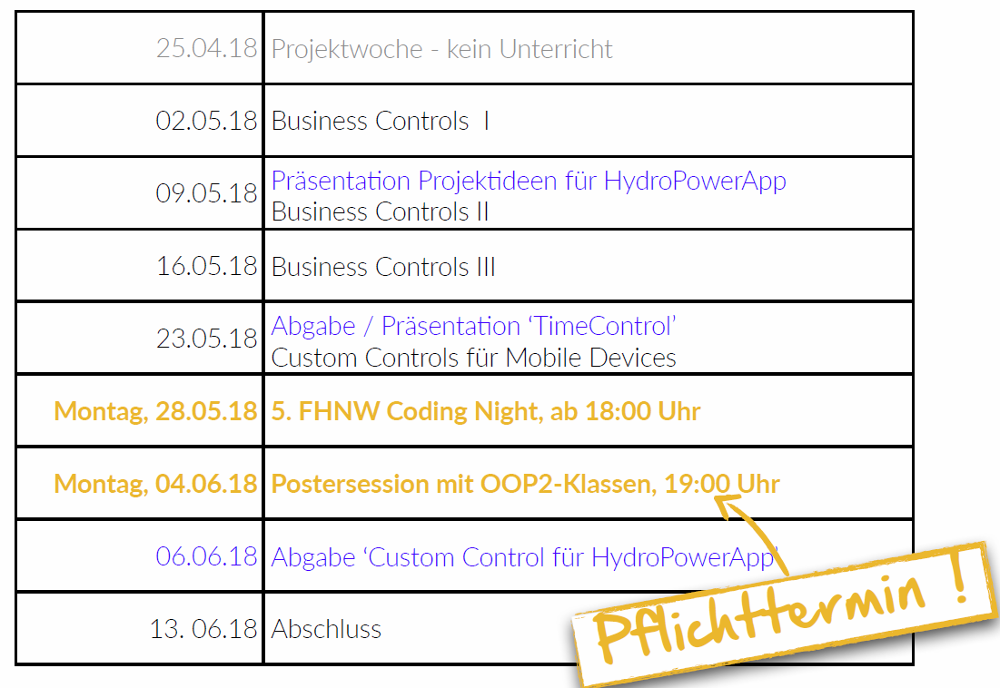 25.04.18 Projektwoche - kein Unterricht
02.05.18 Business Controls I
09.05.18 Präsentation Projektideen für HydroPowerApp
Business Controls II
16.05.18 Business Controls III
23.05.18 Abgabe / Präsentation ‘TimeControl’
Custom Controls für Mobile Devices
Montag, 28.05.18 5. FHNW Coding Night, ab 18:00 Uhr
Montag, 04.06.18 Postersession mit OOP2-Klassen, 19:00 Uhr
06.06.18 Abgabe ‘Custom Control für HydroPowerApp’
Pflichttermin !
13. 06.18 Abschluss